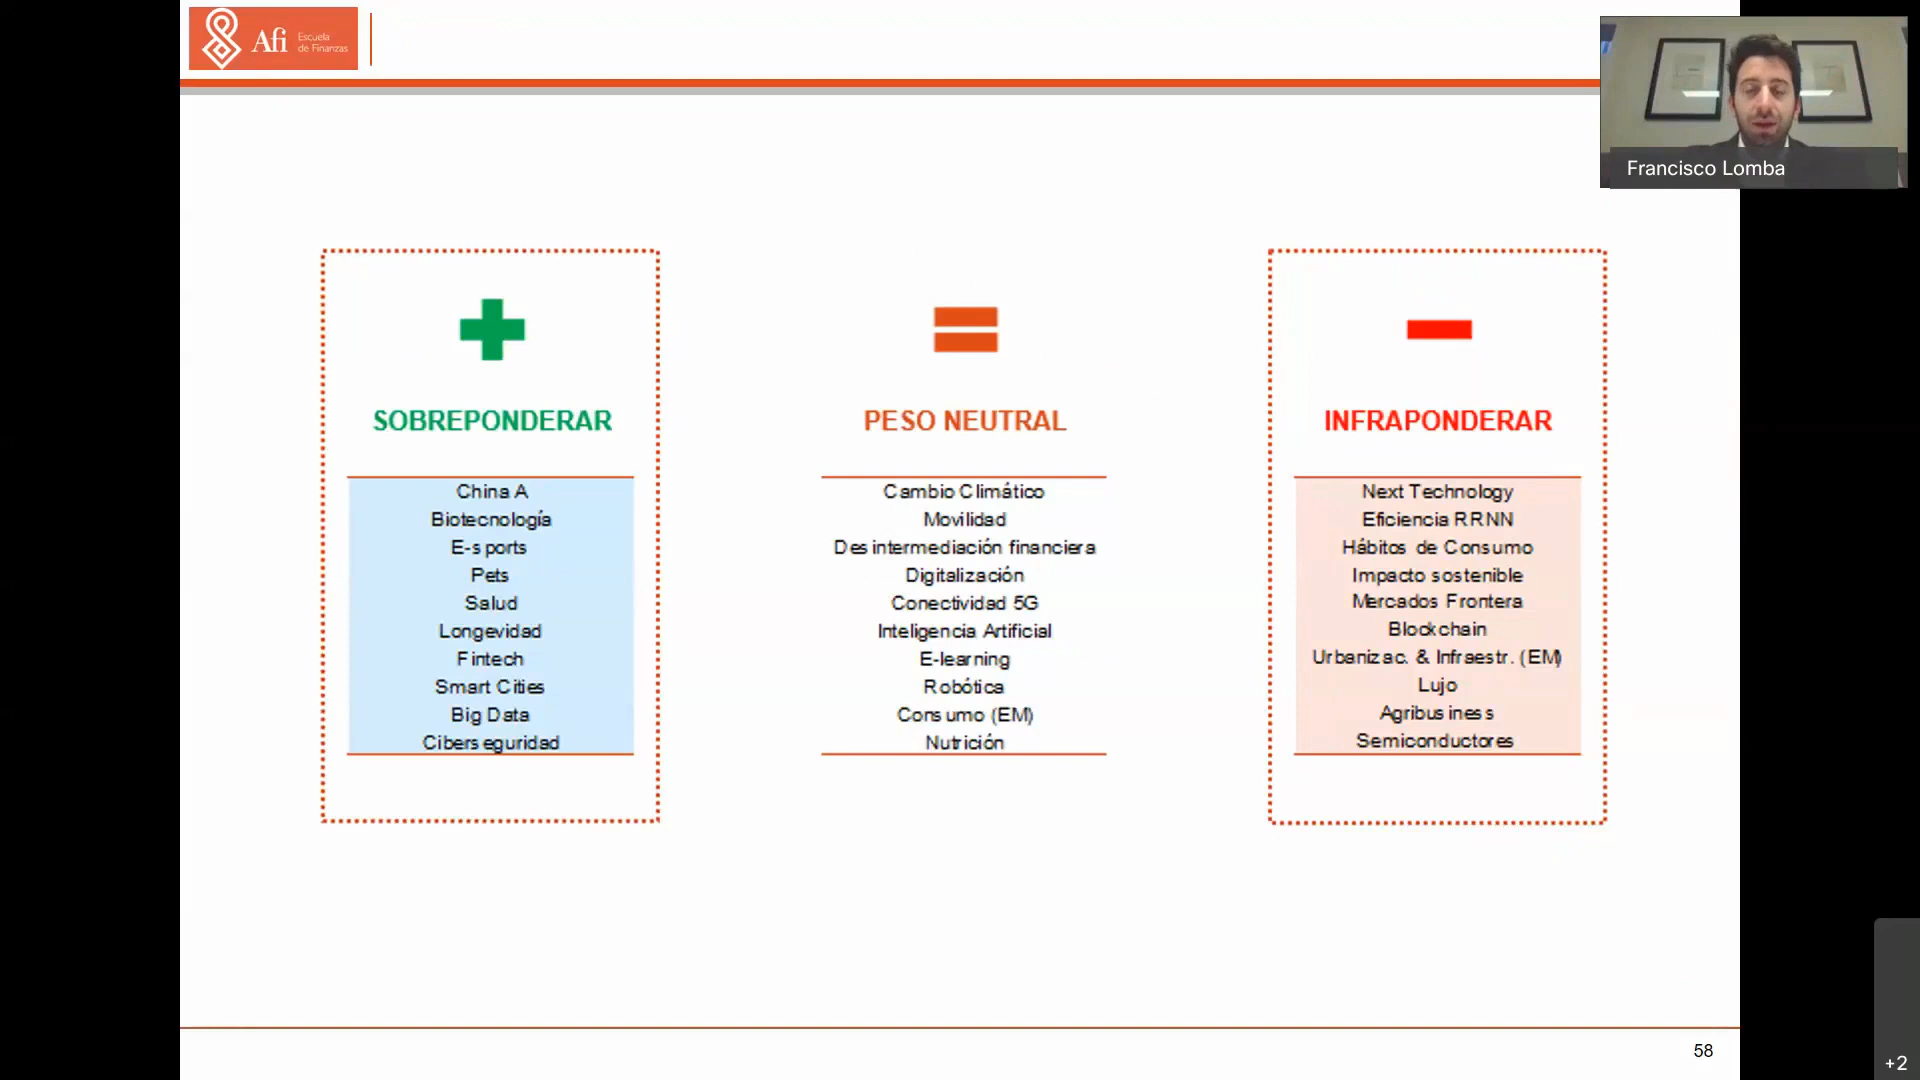 Afi Escuela
de Finanzas
Francisco Lomba
SOBREPONDERAR
China A
Biotecnología
E-sports
Pets
Salud
Longevidad
Fintech
Smart Cities
Big Data
Ciberseguridad
PESO NEUTRAL
Cambio Climático
Movilidad
Desintermediación financiera
Digitalización
Conectividad 5G
Inteligencia Artificial
E-learning
Robótica
Consumo (EM)
Nutrición
INFRAPONDERAR
Next Technology
Eficiencia RRNN
Hábitos de Consumo
Impacto sostenible
Mercados Frontera
Blockchain
Urbanizac. & Infraestr. (EM)
Lujo
Agribusiness
Semiconductores
58
+2